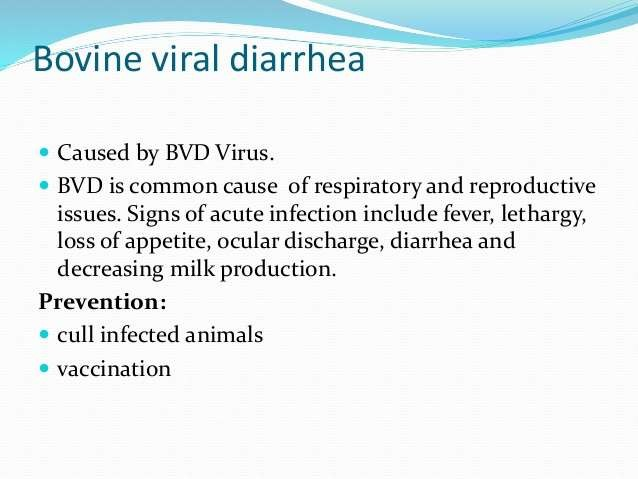 Bovine viral diarrhea
• Caused by BVD Virus.
• BVD is common cause of respiratory and reproductive
issues. Signs of acute infection include fever, lethargy,
loss of appetite, ocular discharge, diarrhea and
decreasing milk production.
Prevention:
• cull infected animals
• vaccination